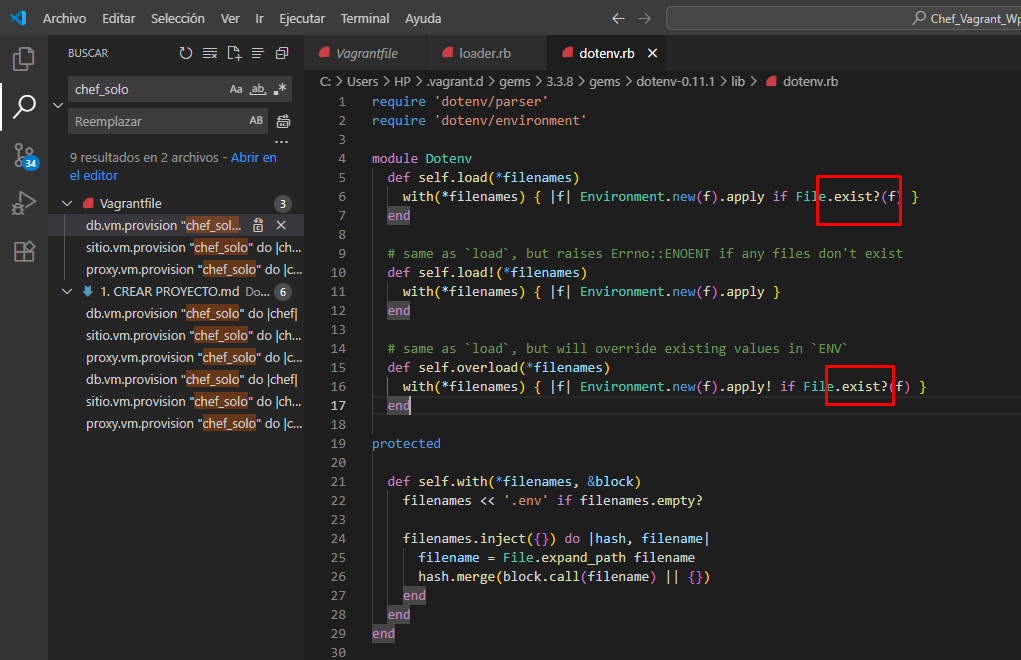 Archivo Editar Selección Ver Ir Ejecutar Terminal Ayuda
Chef_Vagrant_Wp
BUSCAR
chef_solo Aa ab .*
Reemplazar AB
9 resultados en 2 archivos - Abrir en
el editor
Vagrantfile 3
db.vm.provision "chef_sol...
sitio.vm.provision "chef_solo" do |ch...
proxy.vm.provision "chef_solo" do |c...
1. CREAR PROYECTO.md Do... 6
db.vm.provision "chef_solo" do |chef|
sitio.vm.provision "chef_solo" do |ch...
proxy.vm.provision "chef_solo" do |c...
db.vm.provision "chef_solo" do |chef|
sitio.vm.provision "chef_solo" do |ch...
proxy.vm.provision "chef_solo" do |c...
34
Vagrantfile loader.rb dotenv.rb
C: > Users > HP > .vagrant.d > gems > 3.3.8 > gems > dotenv-0.11.1 > lib > dotenv.rb
1 require 'dotenv/parser'
2 require 'dotenv/environment'
3
4 module Dotenv
5 def self.load(*filenames)
6 with(*filenames) { |f| Environment.new(f).apply if File.exist?(f) }
7 end
8
9 # same as `load`, but raises Errno::ENOENT if any files don't exist
10 def self.load!(*filenames)
11 with(*filenames) { |f| Environment.new(f).apply }
12 end
13
14 # same as `load`, but will override existing values in `ENV`
15 def self.overload(*filenames)
16 with(*filenames) { |f| Environment.new(f).apply! if File.exist?(f) }
17 end
18
19 protected
20
21 def self.with(*filenames, &block)
22 filenames << '.env' if filenames.empty?
23
24 filenames.inject({}) do |hash, filename|
25 filename = File.expand_path filename
26 hash.merge(block.call(filename) || {})
27 end
28 end
29 end
30